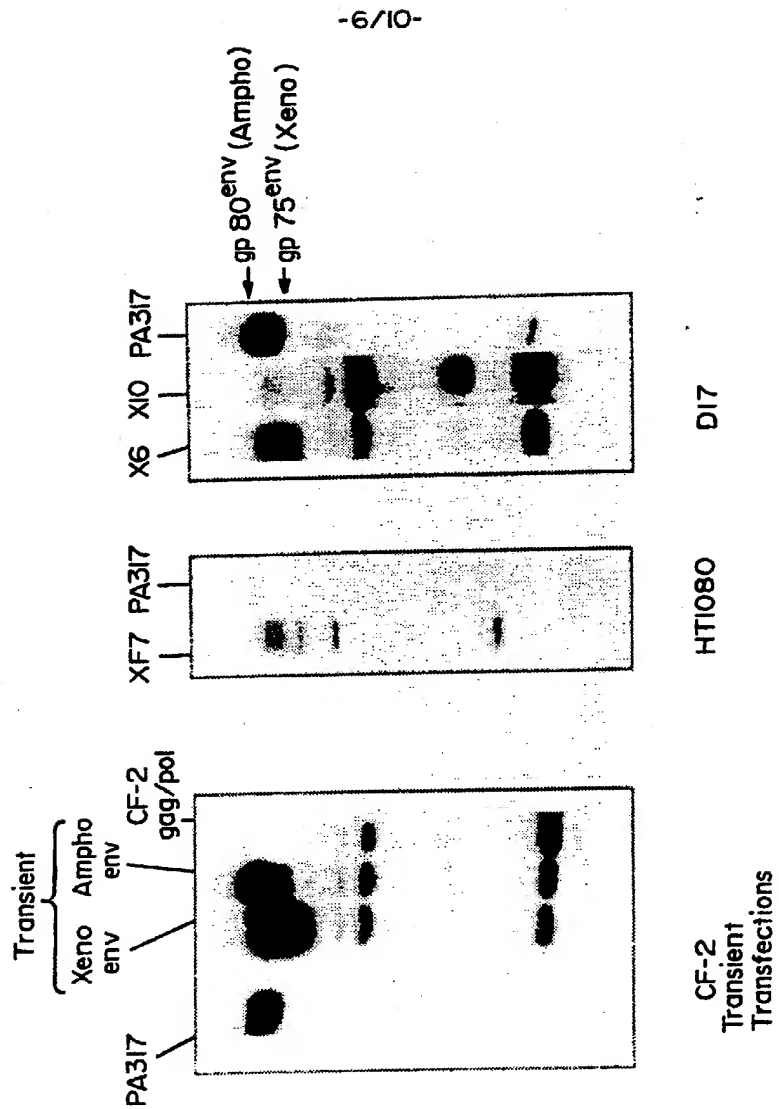 -6/10-
gp 80env (Ampho)
gp 75env (Xeno)
Transient
Xeno env
Ampho env
PA317
CF-2 gag/pol
XF7
PA317
X6
X10
PA317
CF-2
Transient
Transfections
HT1080
D17